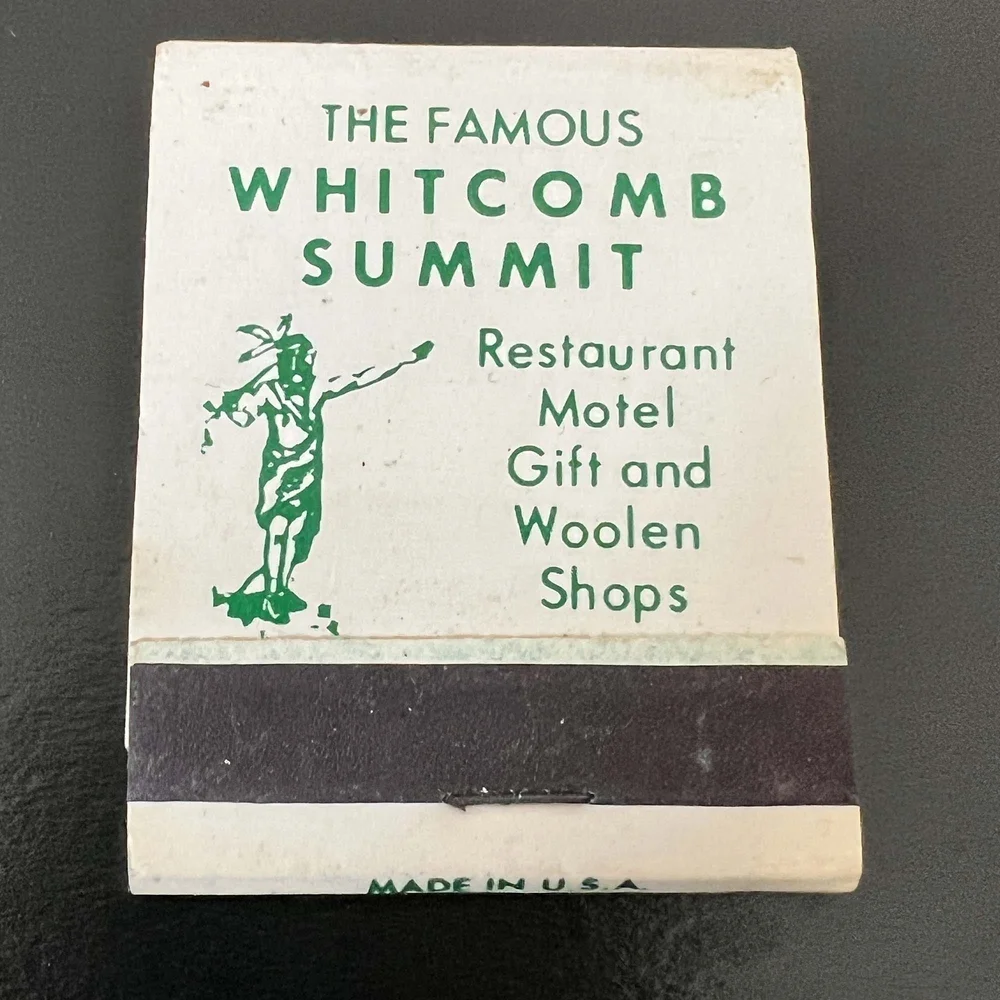 THE FAMOUS
WHITCOMB
SUMMIT
Restaurant
Motel
Gift and
Woolen
Shops
MADE IN U.S.A.